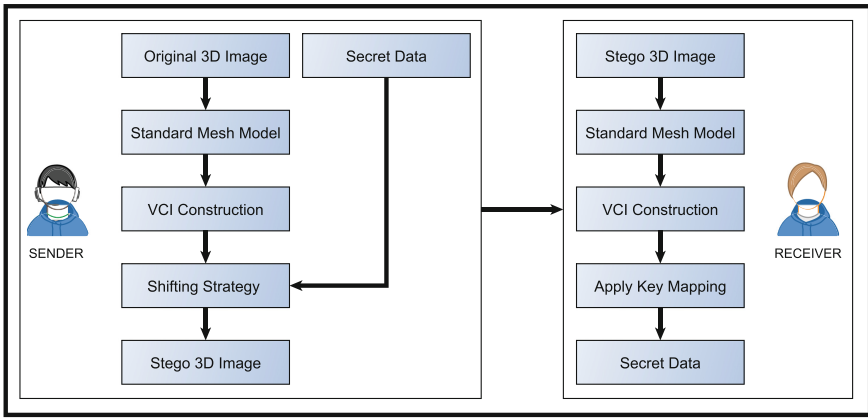 Original 3D Image
Secret Data
Standard Mesh Model
VCI Construction
SENDER
Shifting Strategy
Stego 3D Image
Stego 3D Image
Standard Mesh Model
VCI Construction
RECEIVER
Apply Key Mapping
Secret Data